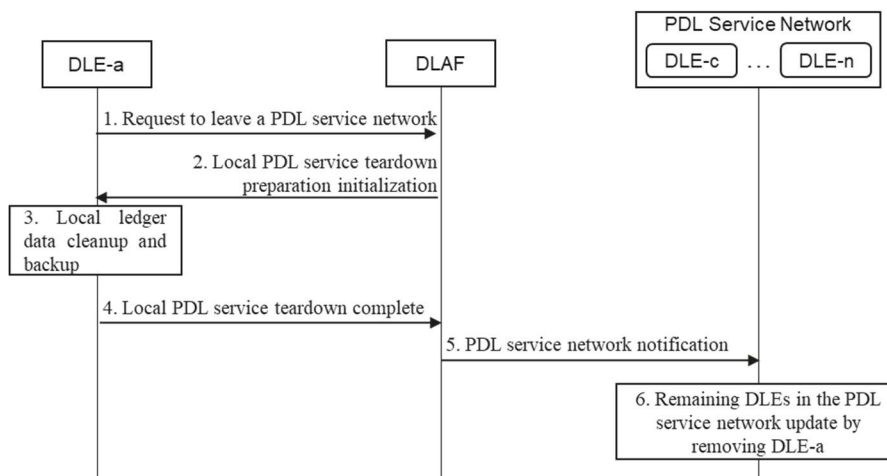 PDL Service Network
DLE-a
DLAF
DLE-c ... DLE-n
1. Request to leave a PDL service network
2. Local PDL service teardown
preparation initialization
3. Local ledger
data cleanup and
backup
4. Local PDL service teardown complete
5. PDL service network notification
6. Remaining DLEs in the PDL
service network update by
removing DLE-a